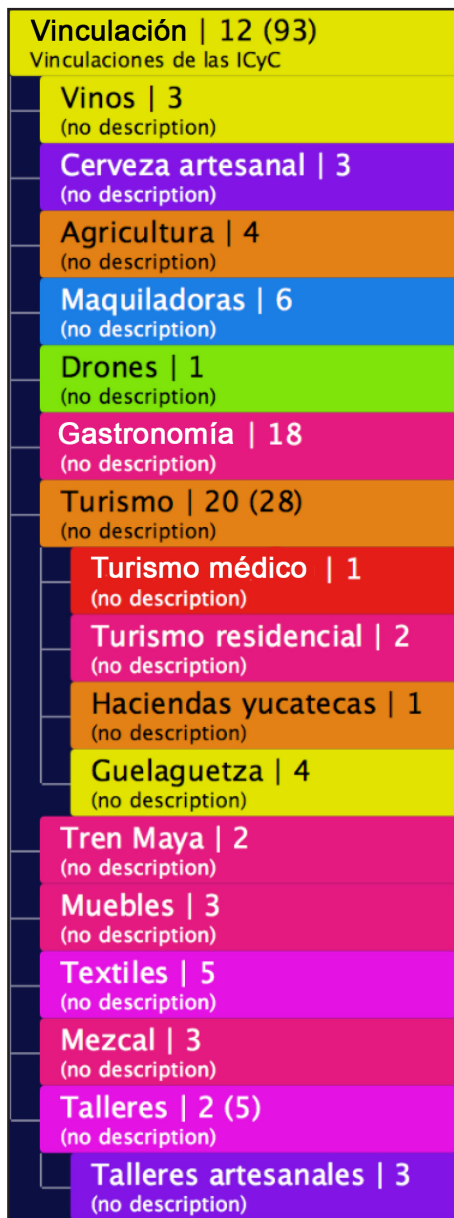 Vinculación | 12 (93)
Vinculaciones de las ICyC
Vinos | 3
(no description)
Cerveza artesanal | 3
(no description)
Agricultura | 4
(no description)
Maquiladoras | 6
(no description)
Drones | 1
(no description)
Gastronomía | 18
(no description)
Turismo | 20 (28)
(no description)
Turismo médico | 1
(no description)
Turismo residencial | 2
(no description)
Haciendas yucatecas | 1
(no description)
Guelaguetza | 4
(no description)
Tren Maya | 2
(no description)
Muebles | 3
(no description)
Textiles | 5
(no description)
Mezcal | 3
(no description)
Talleres | 2 (5)
(no description)
Talleres artesanales | 3
(no description)